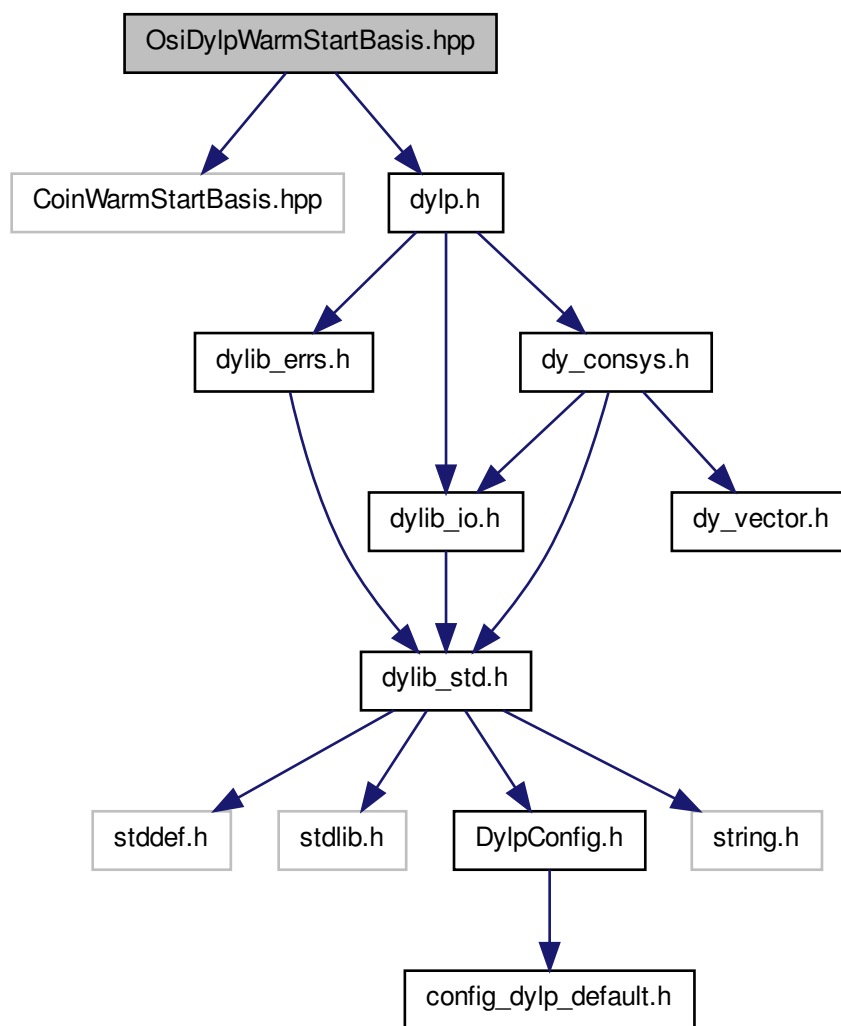 OsiDylpWarmStartBasis.hpp
CoinWarmStartBasis.hpp
dylp.h
dylib_errs.h
dy_consys.h
dylib_io.h
dy_vector.h
dylib_std.h
stddef.h
stdlib.h
DylpConfig.h
string.h
config_dylp_default.h